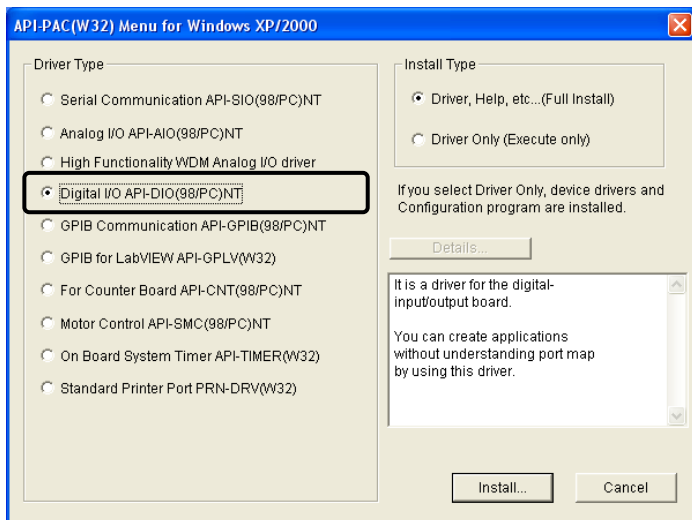 API-PAC(W32) Menu for Windows XP/2000
Driver Type
Serial Communication API-SIO(98/PC)NT
Analog I/O API-AIO(98/PC)NT
High Functionality WDM Analog I/O driver
Digital I/O API-DIO(98/PC)NT
GPIB Communication API-GPIB(98/PC)NT
GPIB for LabVIEW API-GPLV(W32)
For Counter Board API-CNT(98/PC)NT
Motor Control API-SMC(98/PC)NT
On Board System Timer API-TIMER(W32)
Standard Printer Port PRN-DRV(W32)
Install Type
Driver, Help, etc...(Full Install)
Driver Only (Execute only)
If you select Driver Only, device drivers and
Configuration program are installed.
Details...
It is a driver for the digital-
input/output board.
You can create applications
without understanding port map
by using this driver.
Install...
Cancel